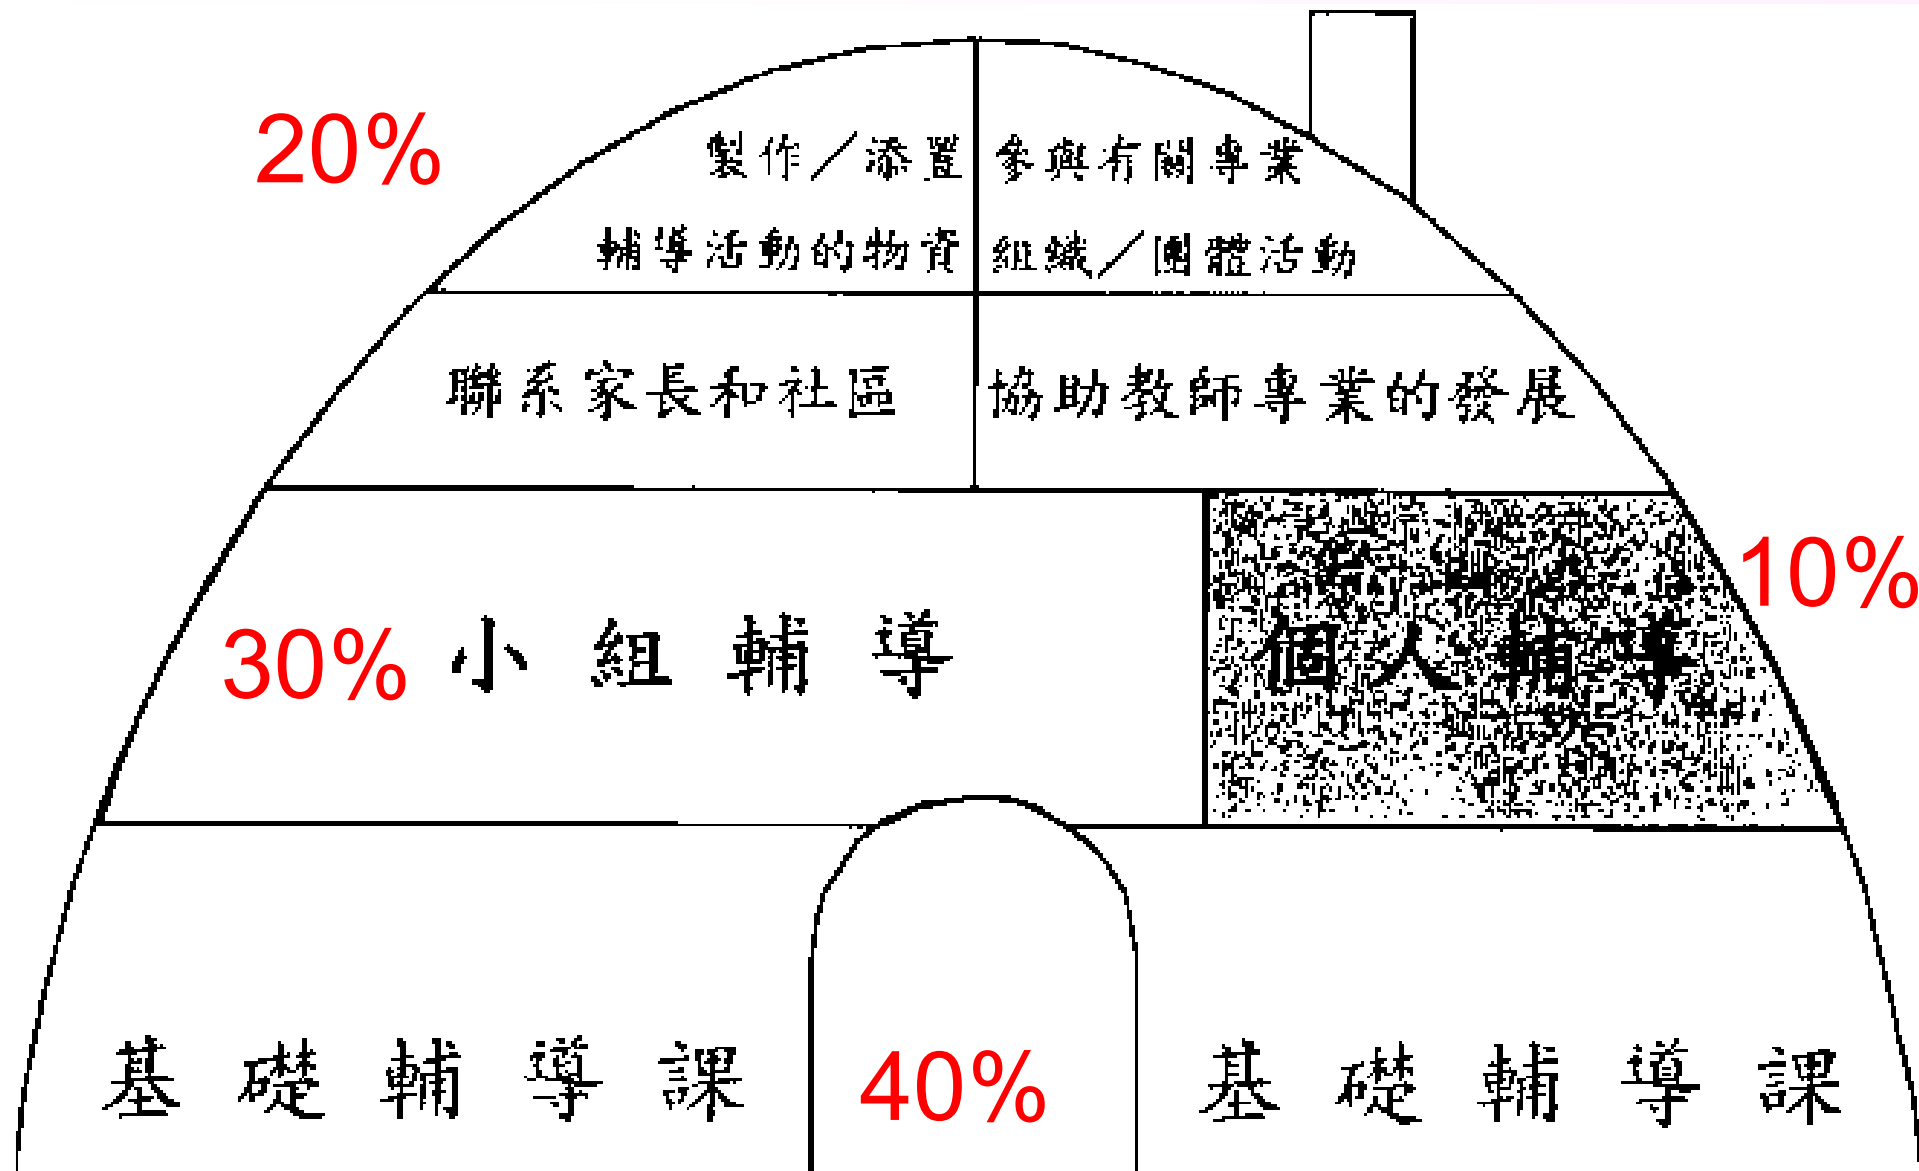 20%
製作／添置
輔導活動的物資
參與有關專業
組織／團體活動
聯系家長和社區
協助教師專業的發展
30%
小組輔導
個人輔導
10%
基礎輔導課
40%
基礎輔導課